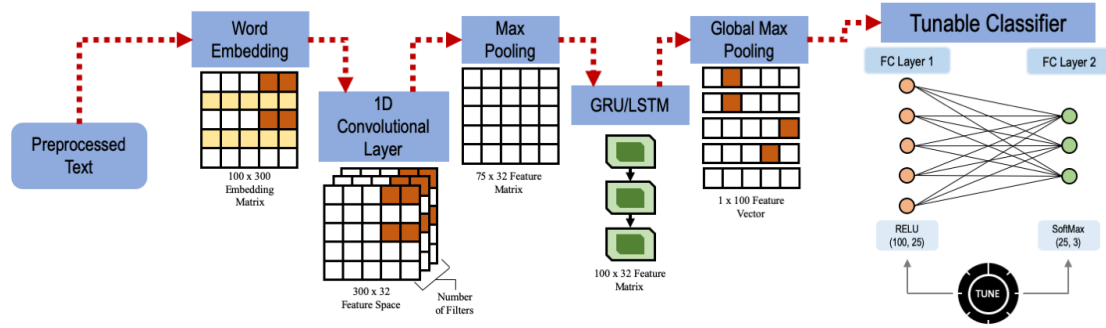 Preprocessed
Text
Word
Embedding
100 x 300
Embedding
Matrix
1D
Convolutional
Layer
300 x 32
Feature Space
Number
of Filters
Max
Pooling
75 x 32 Feature
Matrix
GRU/LSTM
100 x 32 Feature
Matrix
Global Max
Pooling
1 x 100 Feature
Vector
Tunable Classifier
FC Layer 1
FC Layer 2
RELU
(100, 25)
SoftMax
(25, 3)
TUNE